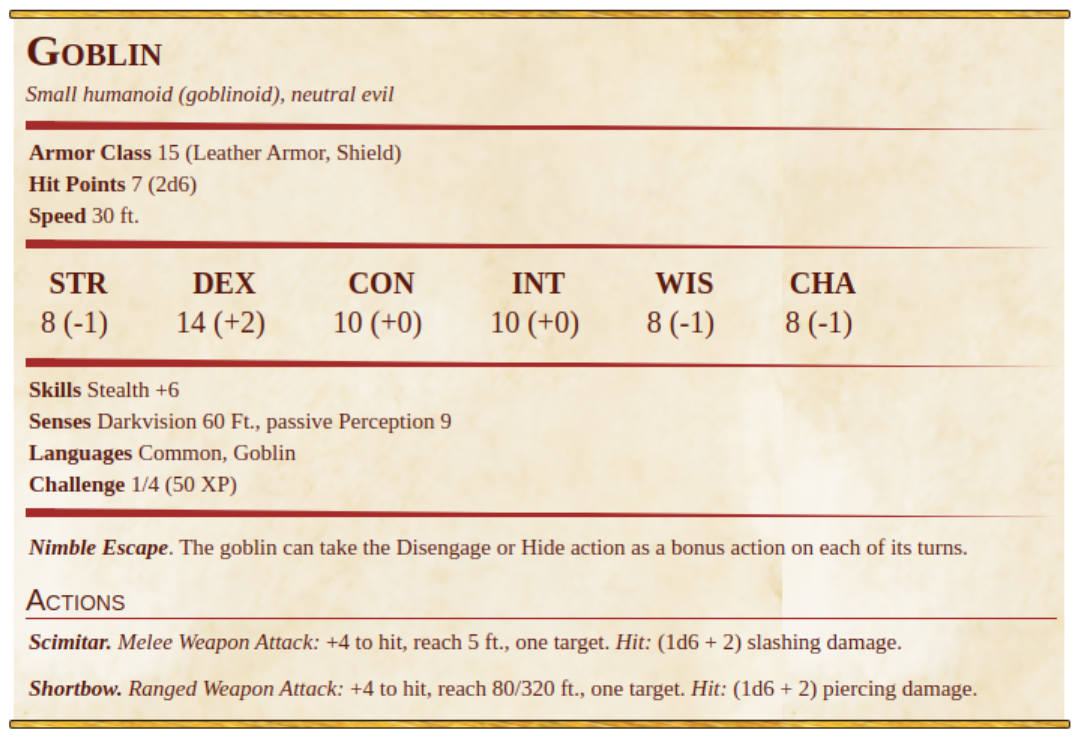 GOBLIN
Small humanoid (goblinoid), neutral evil
Armor Class 15 (Leather Armor, Shield)
Hit Points 7 (2d6)
Speed 30 ft.
STR DEX CON INT WIS CHA
8 (-1) 14 (+2) 10 (+0) 10 (+0) 8 (-1) 8 (-1)
Skills Stealth +6
Senses Darkvision 60 Ft., passive Perception 9
Languages Common, Goblin
Challenge 1/4 (50 XP)
Nimble Escape. The goblin can take the Disengage or Hide action as a bonus action on each of its turns.
ACTIONS
Scimitar. Melee Weapon Attack: +4 to hit, reach 5 ft., one target. Hit: (1d6 + 2) slashing damage.
Shortbow. Ranged Weapon Attack: +4 to hit, reach 80/320 ft., one target. Hit: (1d6 + 2) piercing damage.